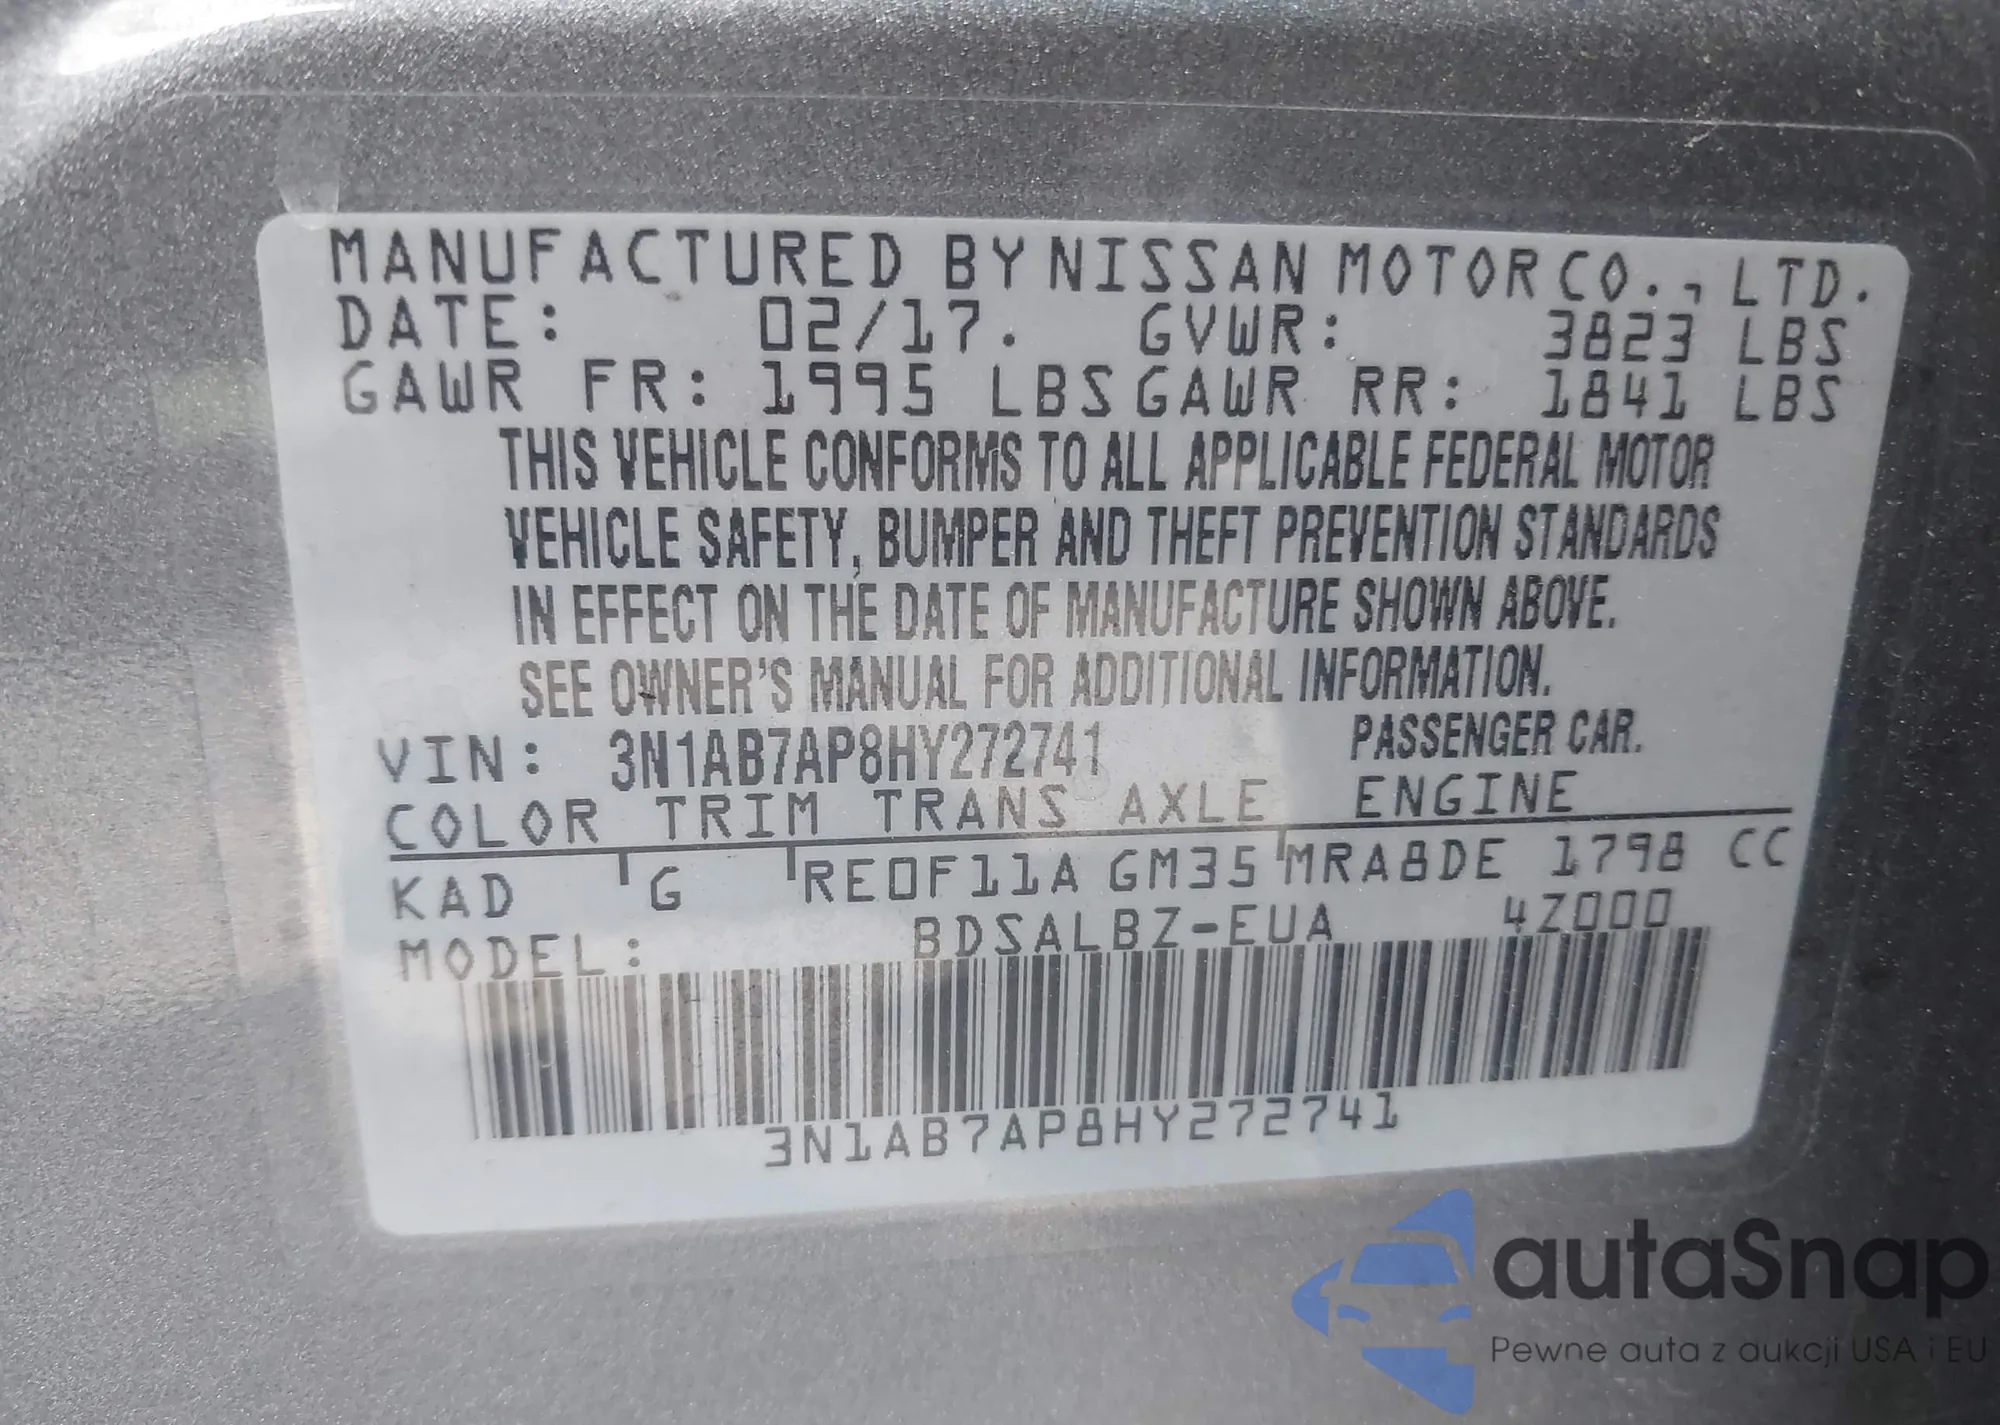 MANUFACTURED BY NISSAN MOTOR CO., LTD.
DATE: 02/17. GVWR: 3823 LBS
GAWR FR: 1995 LBS GAWR RR: 1841 LBS
THIS VEHICLE CONFORMS TO ALL APPLICABLE FEDERAL MOTOR
VEHICLE SAFETY, BUMPER AND THEFT PREVENTION STANDARDS
IN EFFECT ON THE DATE OF MANUFACTURE SHOWN ABOVE.
SEE OWNER'S MANUAL FOR ADDITIONAL INFORMATION.
VIN: 3N1AB7AP8HY272741 PASSENGER CAR.
COLOR TRIM TRANS AXLE ENGINE
KAD G RE0F11A GM35 MRA8DE 1798 CC
MODEL: BDSALBZ-EUA 4Z000
3N1AB7AP8HY272741
autaSnap
Pewne auta z aukcji USA i EU